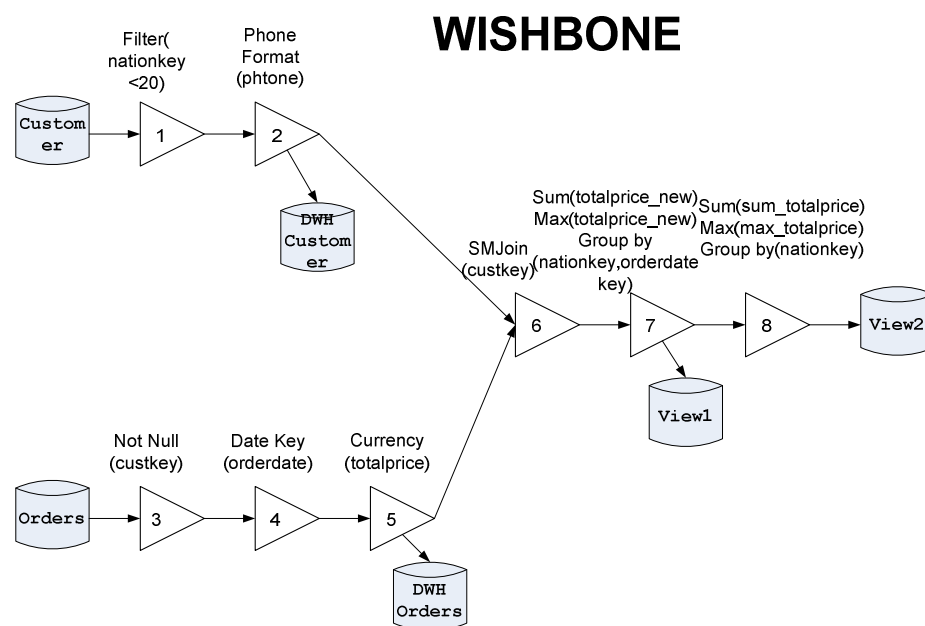 WISHBONE
Filter(
nationkey
<20)
Phone
Format
(phtone)
Custom
er
1
2
DWH
Custom
er
Sum(totalprice_new)
Max(totalprice_new)
Group by
(nationkey,orderdate
key)
Sum(sum_totalprice)
Max(max_totalprice)
Group by(nationkey)
SMJoin
(custkey)
6
7
8
View2
View1
Not Null
(custkey)
Date Key
(orderdate)
Currency
(totalprice)
Orders
3
4
5
DWH
Orders